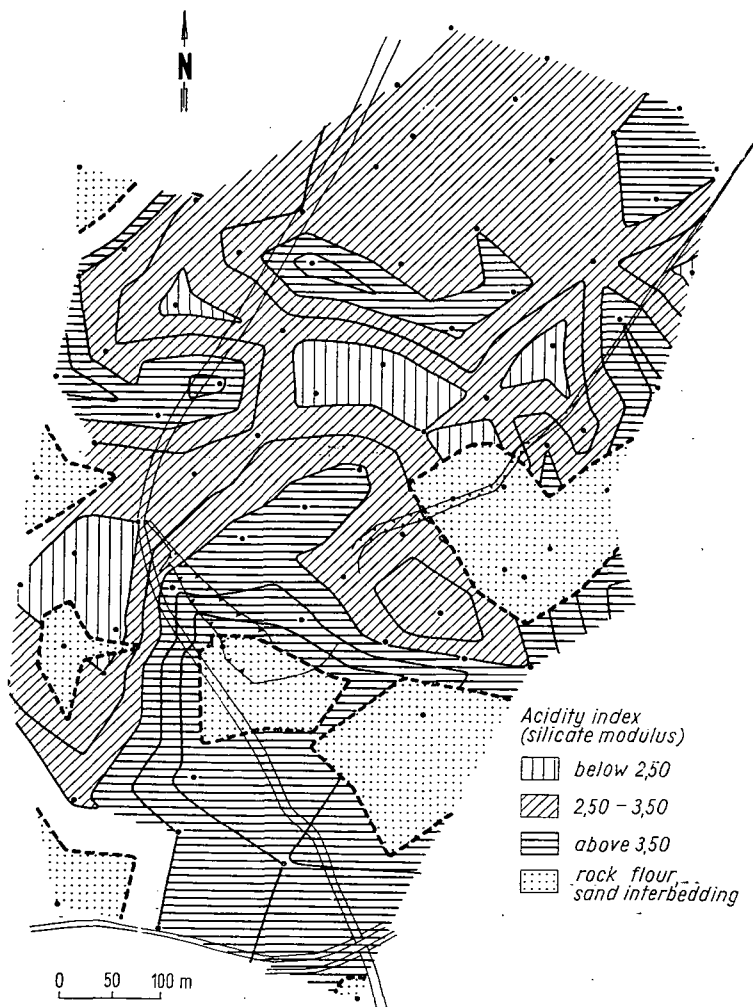 N
Acidity index
(silicate modulus)
below 2,50
2,50 – 3,50
above 3,50
rock flour,
sand interbedding
0 50 100 m